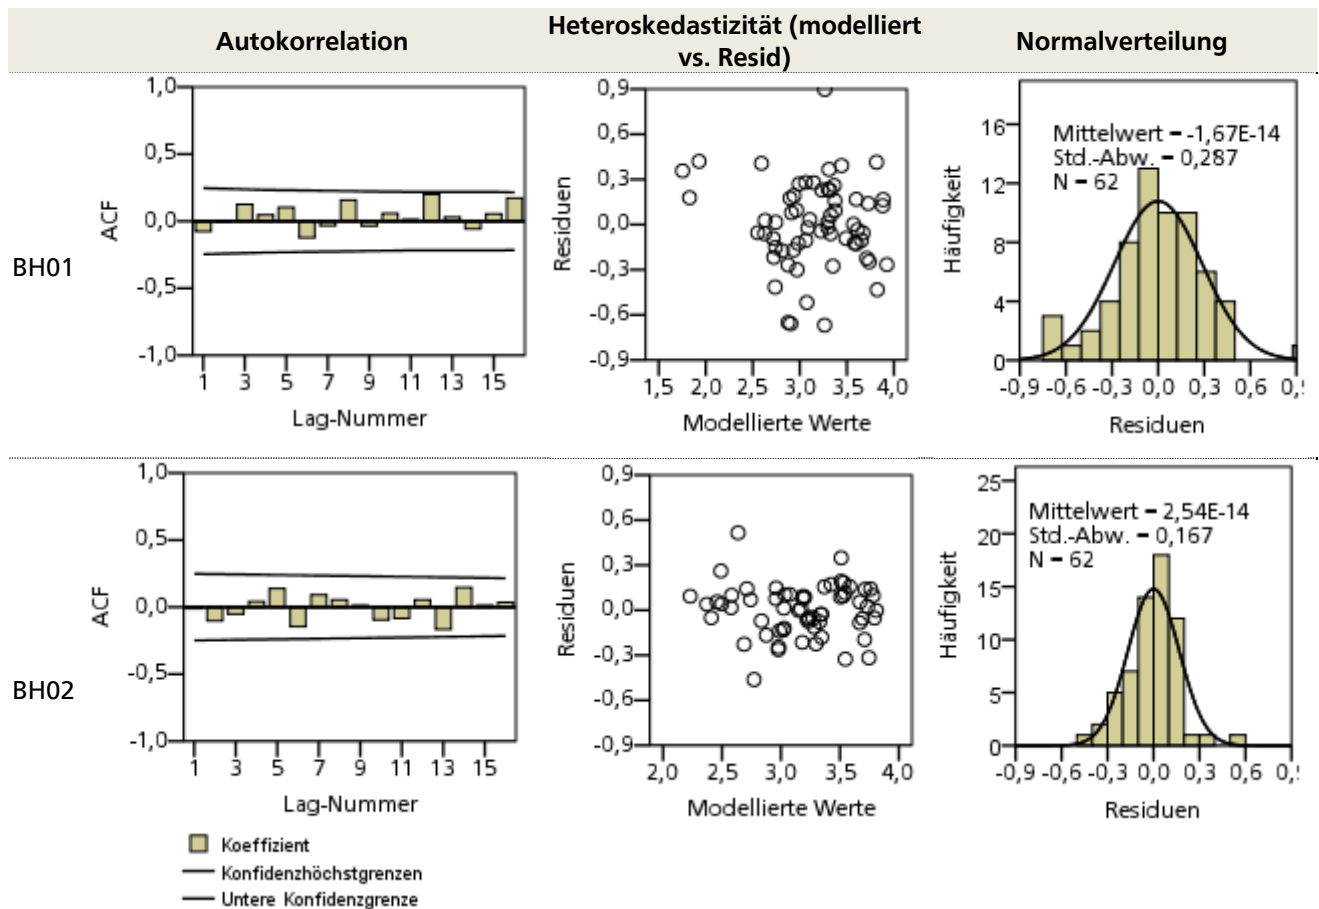 Autokorrelation
Heteroskedastizität (modelliert
vs. Resid)
Normalverteilung
BH01
1,0
0,5
0,0
-0,5
-1,0
ACF
1 3 5 7 9 11 13 15
Lag-Nummer
0,9
0,6
0,3
0,0
-0,3
-0,6
-0,9
Residuen
1,5 2,0 2,5 3,0 3,5 4,0
Modellierte Werte
16
12
8
4
0
Häufigkeit
Mittelwert = -1,67E-14
Std.-Abw. = 0,287
N = 62
-0,9 -0,6 -0,3 0,0 0,3 0,6
Residuen
BH02
1,0
0,5
0,0
-0,5
-1,0
ACF
1 3 5 7 9 11 13 15
Lag-Nummer
0,9
0,6
0,3
0,0
-0,3
-0,6
-0,9
Residuen
2,0 2,5 3,0 3,5 4,0
Modellierte Werte
25
20
15
10
5
0
Häufigkeit
Mittelwert = 2,54E-14
Std.-Abw. = 0,167
N = 62
-0,9 -0,6 -0,3 0,0 0,3 0,6
Residuen
Koeffizient
Konfidenzhöchstgrenzen
Untere Konfidenzgrenze